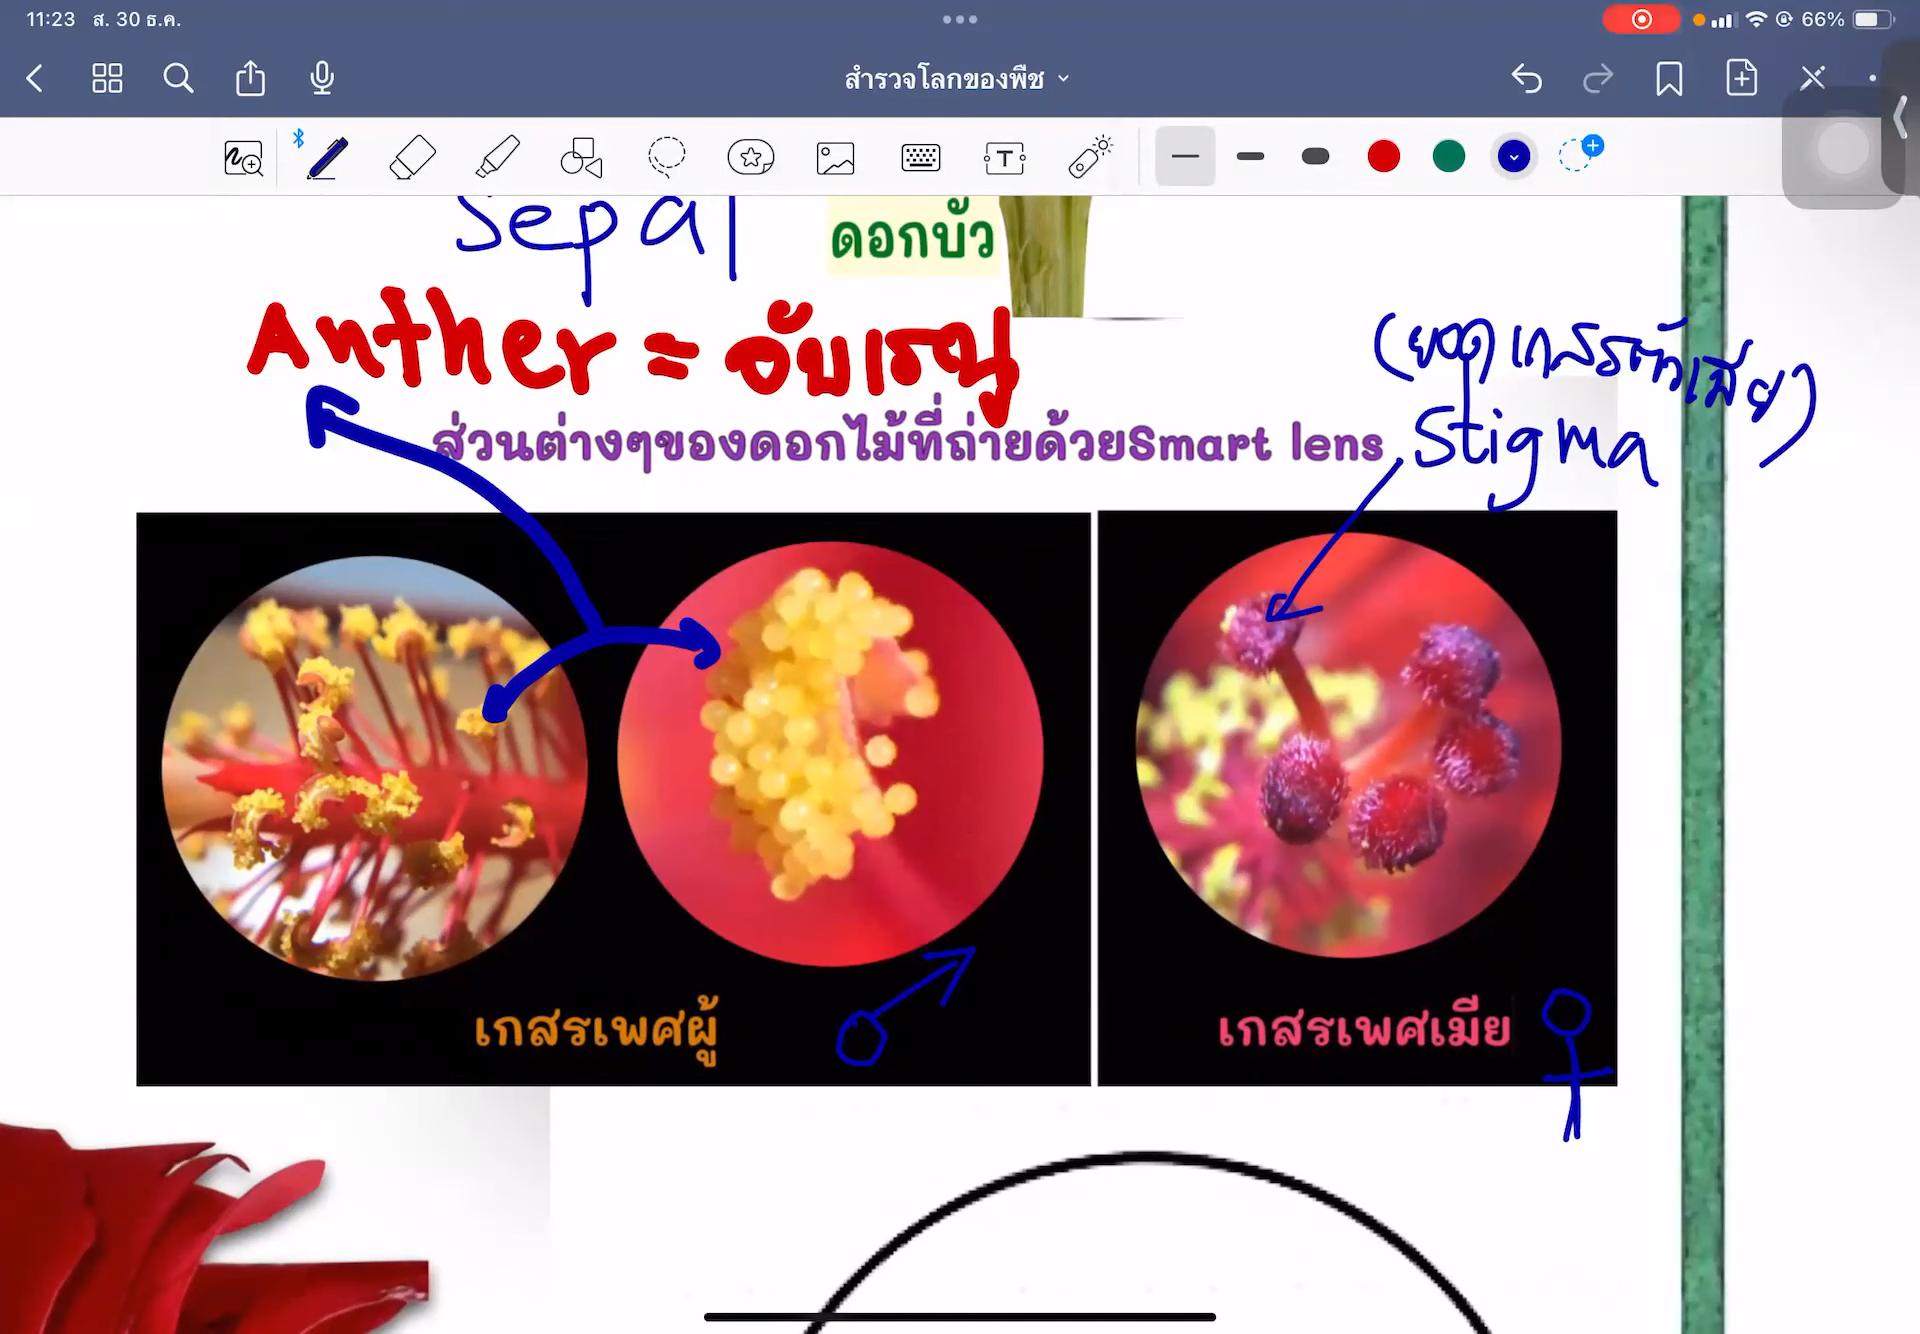 11:23 ส. 30 ธ.ค.
66%
สำรวจโลกของพืช
T
Sepal
ดอกบัว
Anther = อับเรณู
(ยอดเกสรตัวเมีย)
Stigma
ส่วนต่างๆของดอกไม้ที่ถ่ายด้วยSmart lens
เกสรเพศผู้
เกสรเพศเมีย